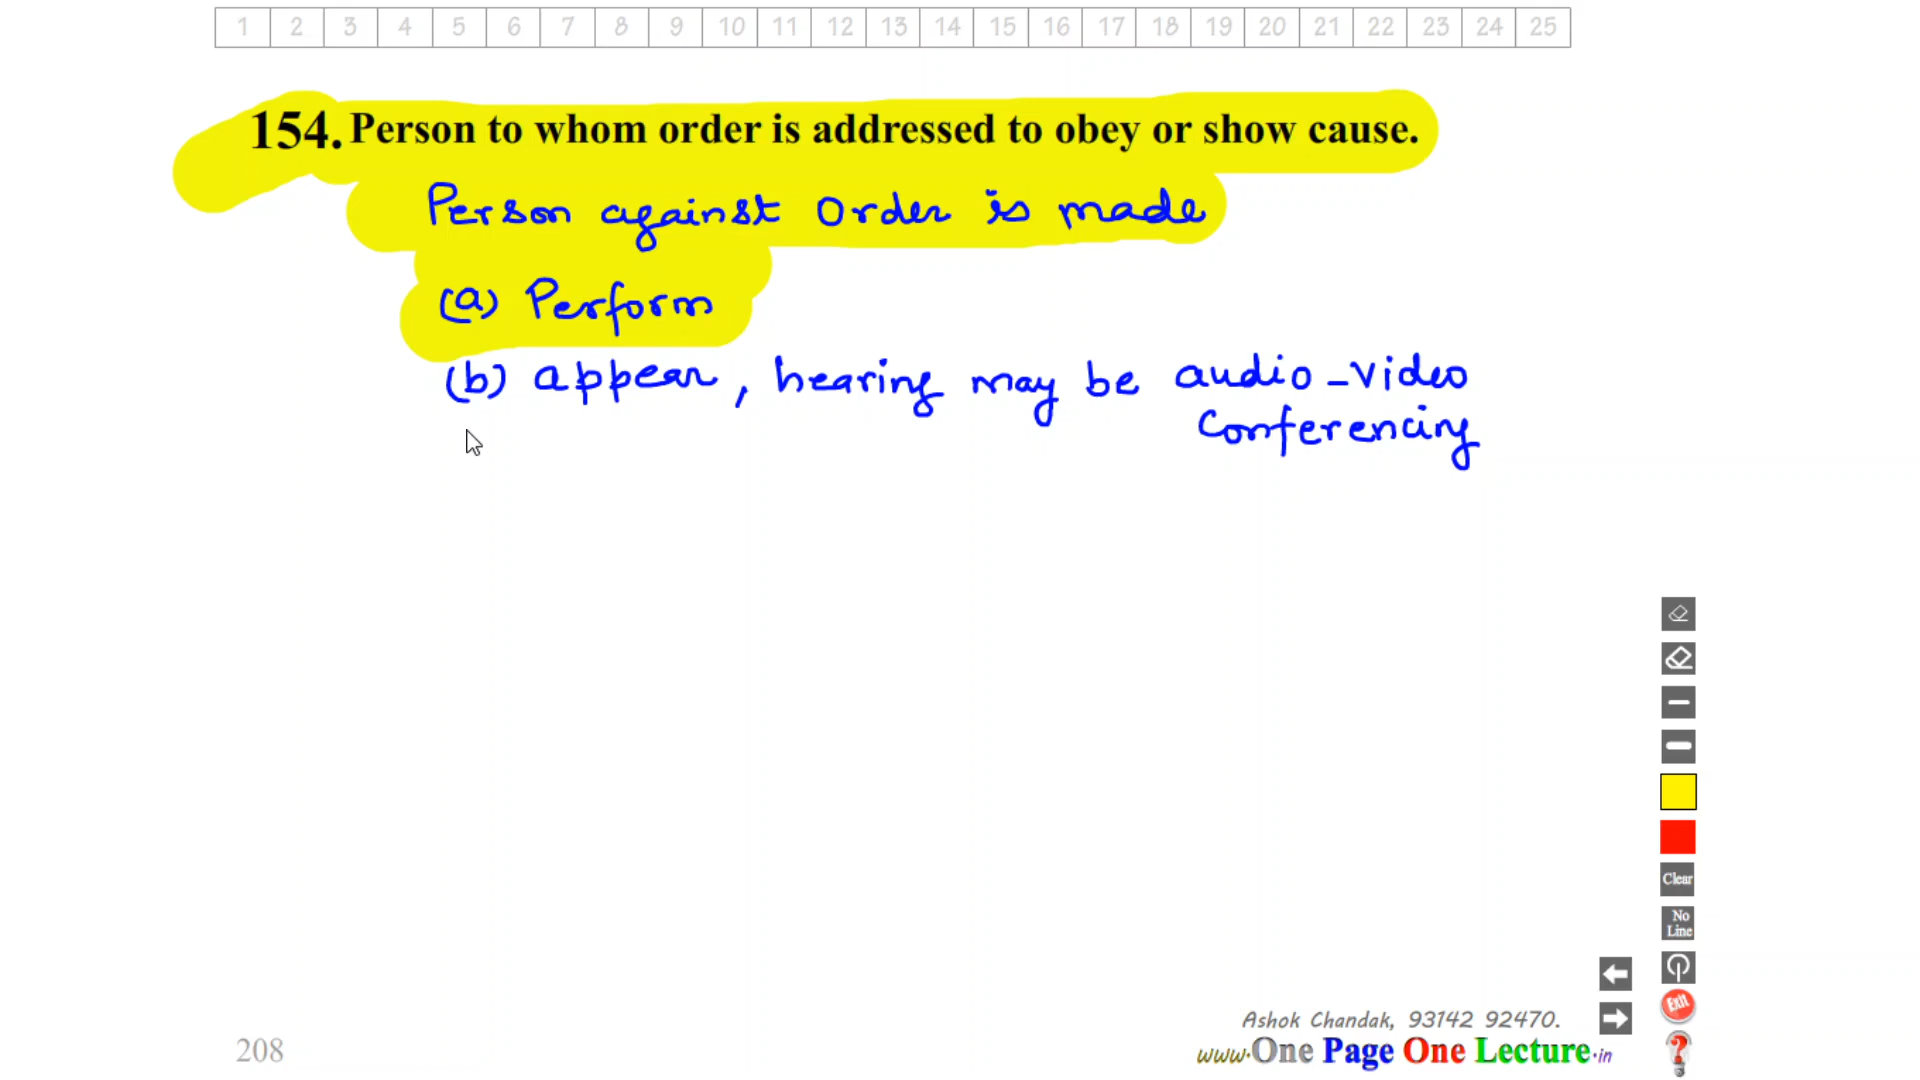 1 2 3 4 5 6 7 8 9 10 11 12 13 14 15 16 17 18 19 20 21 22 23 24 25
154. Person to whom order is addressed to obey or show cause.
Person against order is made
(a) Perform
(b) appear, hearing may be audio-video
conferencing
Clear
No
Line
Exit
Ashok Chandak, 93142 92470.
208
www.One Page One Lecture.in